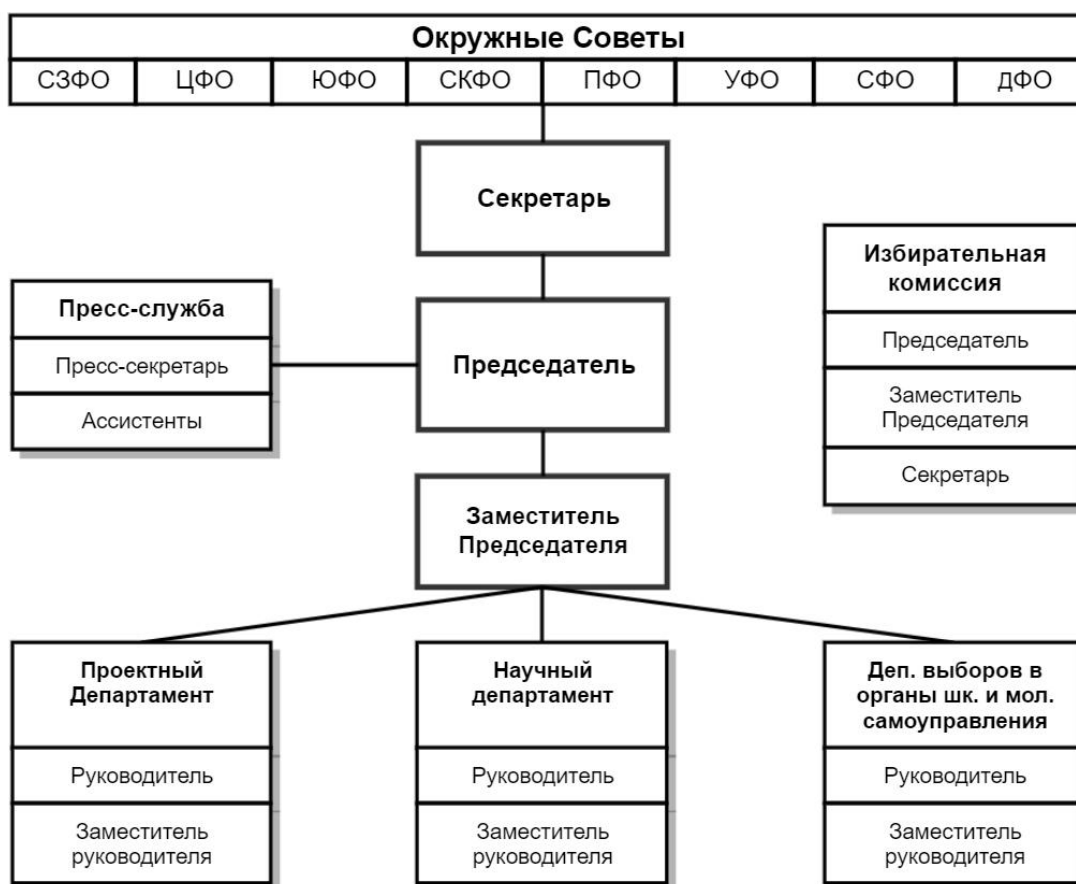 Окружные Советы
СЗФО ЦФО ЮФО СКФО ПФО УФО СФО ДФО
Секретарь
Избирательная
комиссия
Председатель
Заместитель
Председателя
Секретарь
Пресс-служба
Пресс-секретарь
Ассистенты
Председатель
Заместитель
Председателя
Проектный
Департамент
Руководитель
Заместитель
руководителя
Научный
департамент
Руководитель
Заместитель
руководителя
Деп. выборов в
органы шк. и мол.
самоуправления
Руководитель
Заместитель
руководителя